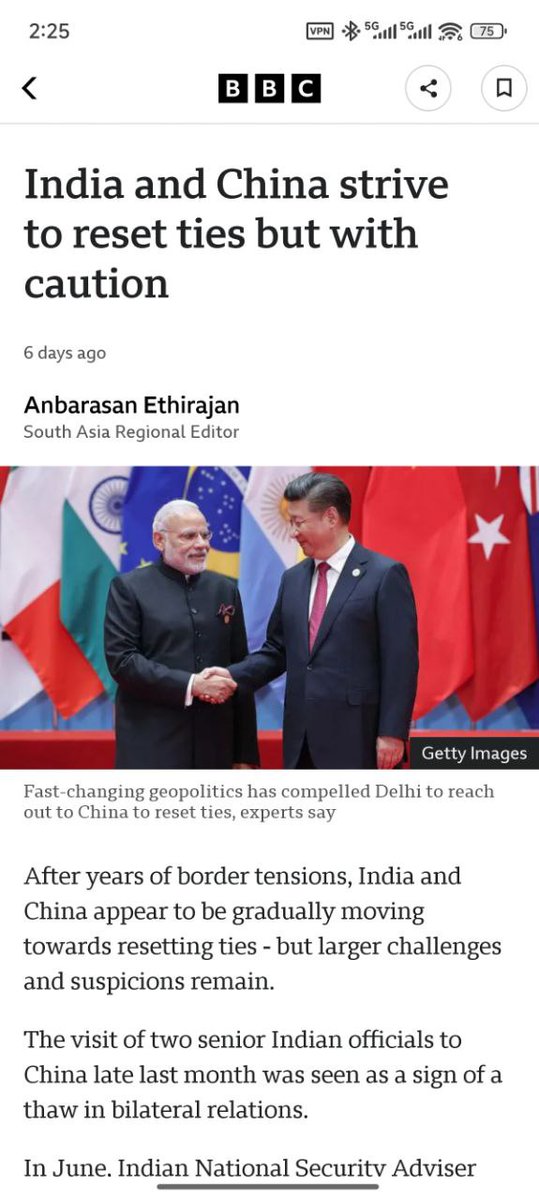 2:25
VPN 5G 5G 6 75
BBC
India and China strive
to reset ties but with
caution
6 days ago
Anbarasan Ethirajan
South Asia Regional Editor
Getty Images
Fast-changing geopolitics has compelled Delhi to reach
out to China to reset ties, experts say
After years of border tensions, India and
China appear to be gradually moving
towards resetting ties - but larger challenges
and suspicions remain.
The visit of two senior Indian officials to
China late last month was seen as a sign of a
thaw in bilateral relations.
In June, Indian National Security Adviser